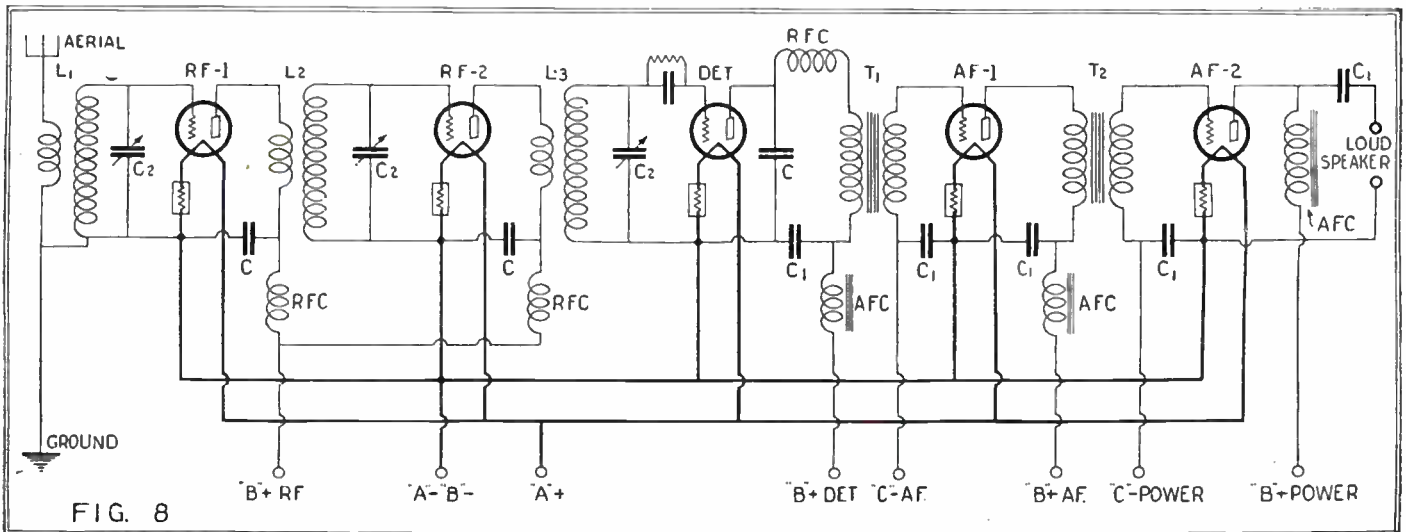 AERIAL
L1 RF-1 L2 RF-2 L3 DET RFC T1 AF-1 T2 AF-2 C1
C2 C2 C2 C LOUD SPEAKER
C C C1 C1 C1 C1 AFC
RFC RFC AFC AFC
GROUND
"B"+ RF "A"- "B"- "A"+ "B"+ DET "C"- AF. "B"+ AF. "C"- POWER "B"+ POWER
FIG. 8